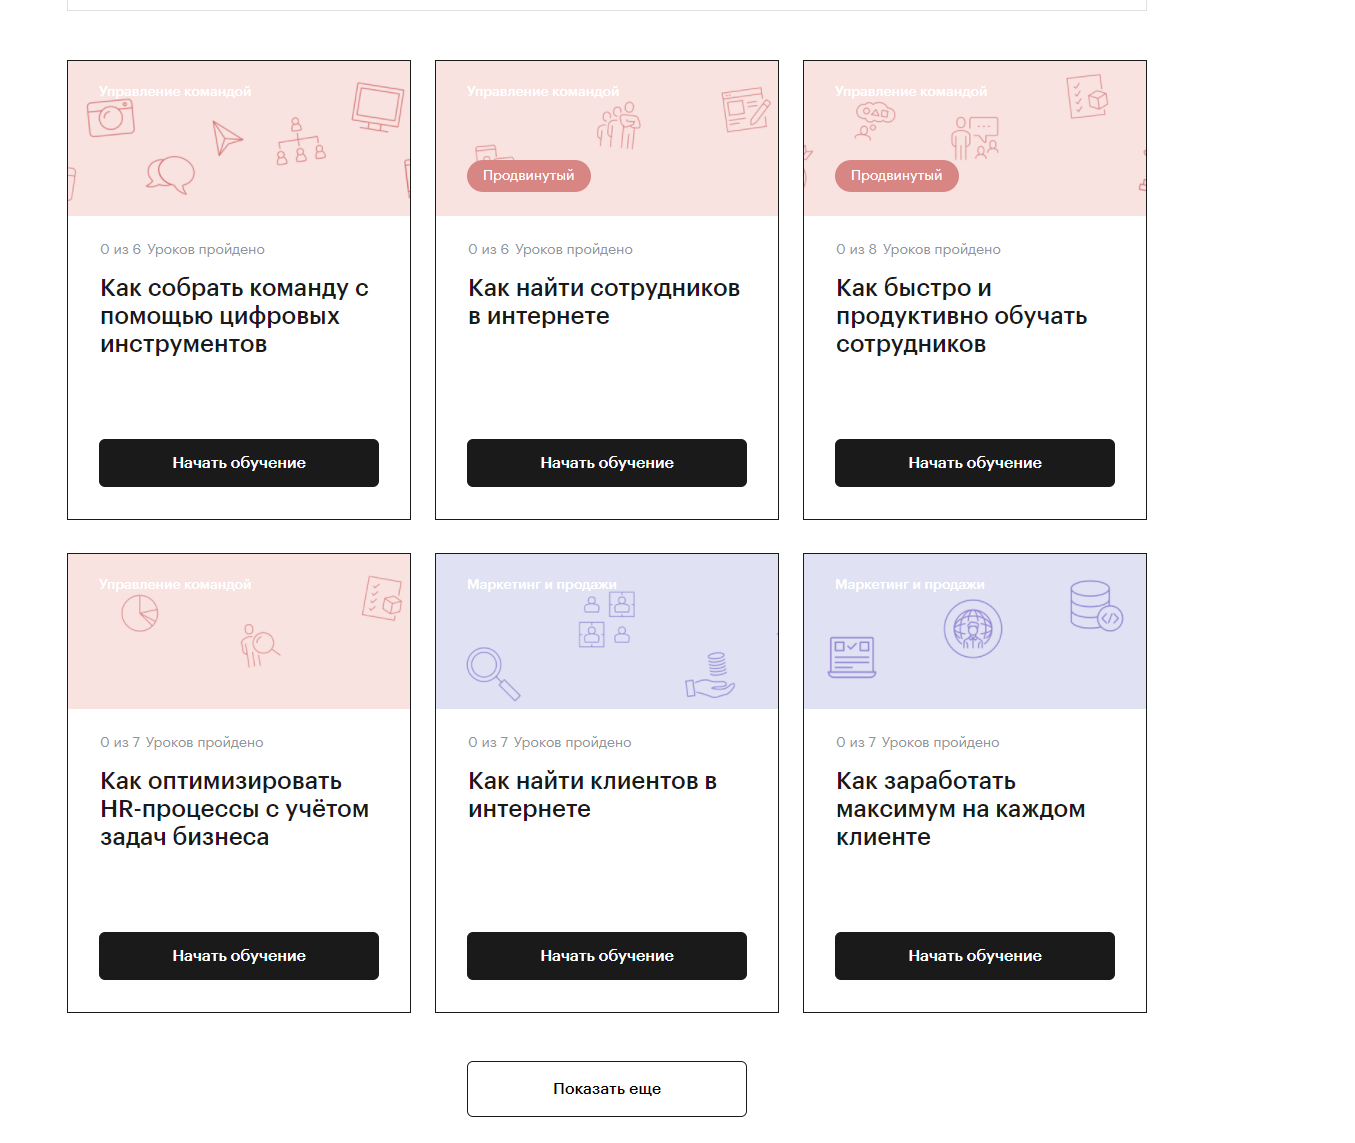 Управление командой
Управление командой
Управление командой
Продвинутый
Продвинутый
0 из 6 Уроков пройдено
0 из 6 Уроков пройдено
0 из 8 Уроков пройдено
Как собрать команду с
помощью цифровых
инструментов
Как найти сотрудников
в интернете
Как быстро и
продуктивно обучать
сотрудников
Начать обучение
Начать обучение
Начать обучение
Управление командой
Маркетинг и продажи
Маркетинг и продажи
0 из 7 Уроков пройдено
0 из 7 Уроков пройдено
0 из 7 Уроков пройдено
Как оптимизировать
HR-процессы с учётом
задач бизнеса
Как найти клиентов в
интернете
Как заработать
максимум на каждом
клиенте
Начать обучение
Начать обучение
Начать обучение
Показать еще